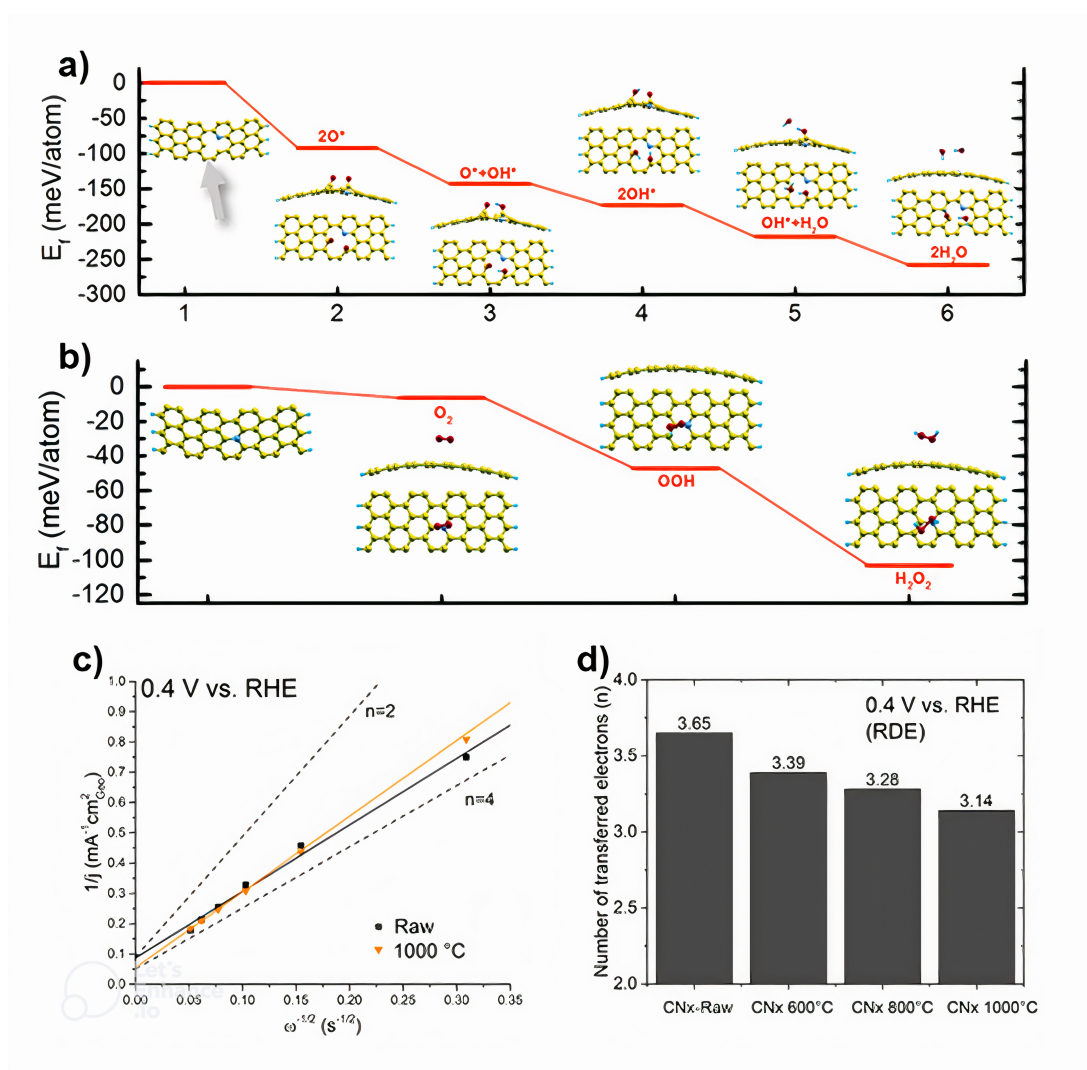 a)
E_f (meV/atom)
0
-50
-100
-150
-200
-250
-300
2O*
O*+OH*
2OH*
OH*+H₂O
2H₂O
1 2 3 4 5 6
b)
E_f (meV/atom)
0
-20
-40
-60
-80
-100
-120
O₂
OOH
H₂O₂
c)
0.4 V vs. RHE
n=2
n=4
1/j (mA⁻¹cm²_Geo)
1.0
0.9
0.8
0.7
0.6
0.5
0.4
0.3
0.2
0.1
0.0
Raw
1000 °C
0.00 0.05 0.10 0.15 0.20 0.25 0.30 0.35
ω⁻¹/² (s⁻¹/²)
Let's
Enhance
.io
d)
0.4 V vs. RHE
(RDE)
Number of transferred electrons (n)
4.0
3.5
3.0
2.5
2.0
3.65
3.39
3.28
3.14
CNx-Raw CNx 600°C CNx 800°C CNx 1000°C